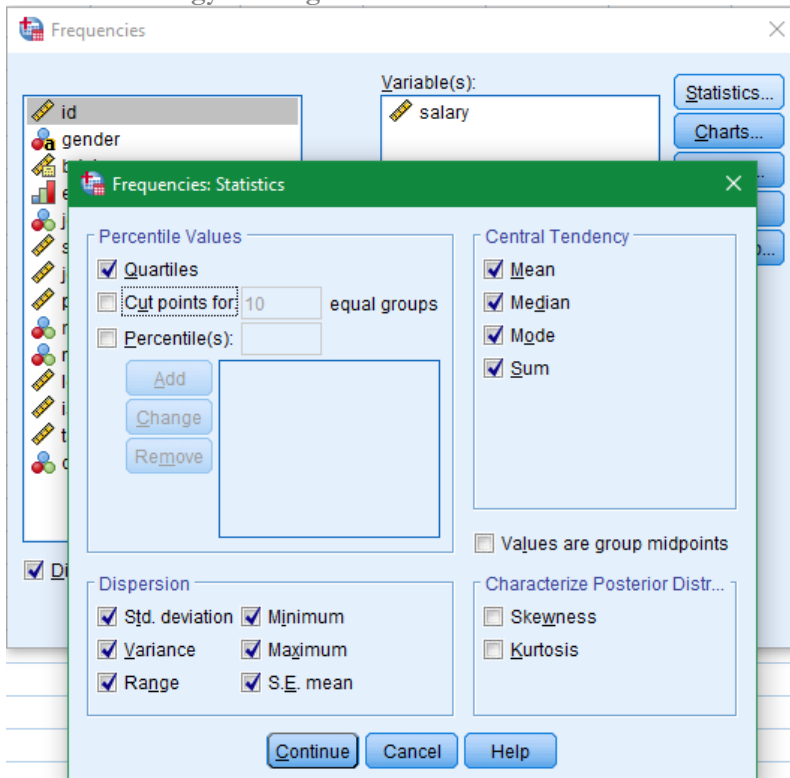 Frequencies
Variable(s):
id
gender
salary
Statistics...
Charts...
Frequencies: Statistics
Percentile Values
Quartiles
Cut points for: 10 equal groups
Percentile(s):
Add
Change
Remove
Central Tendency
Mean
Median
Mode
Sum
Values are group midpoints
Dispersion
Std. deviation Minimum
Variance Maximum
Range S.E. mean
Characterize Posterior Distr...
Skewness
Kurtosis
Continue Cancel Help